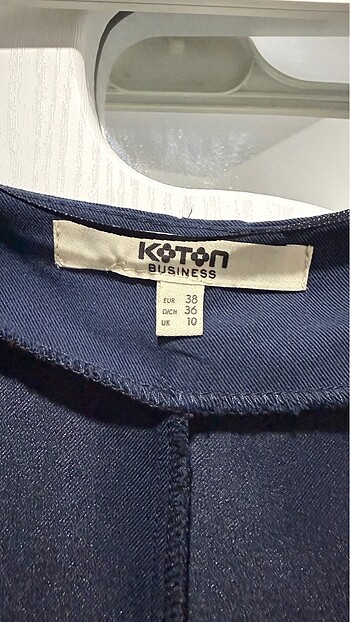 KOTON
BUSINESS
EUR 38
D/CH 36
UK 10